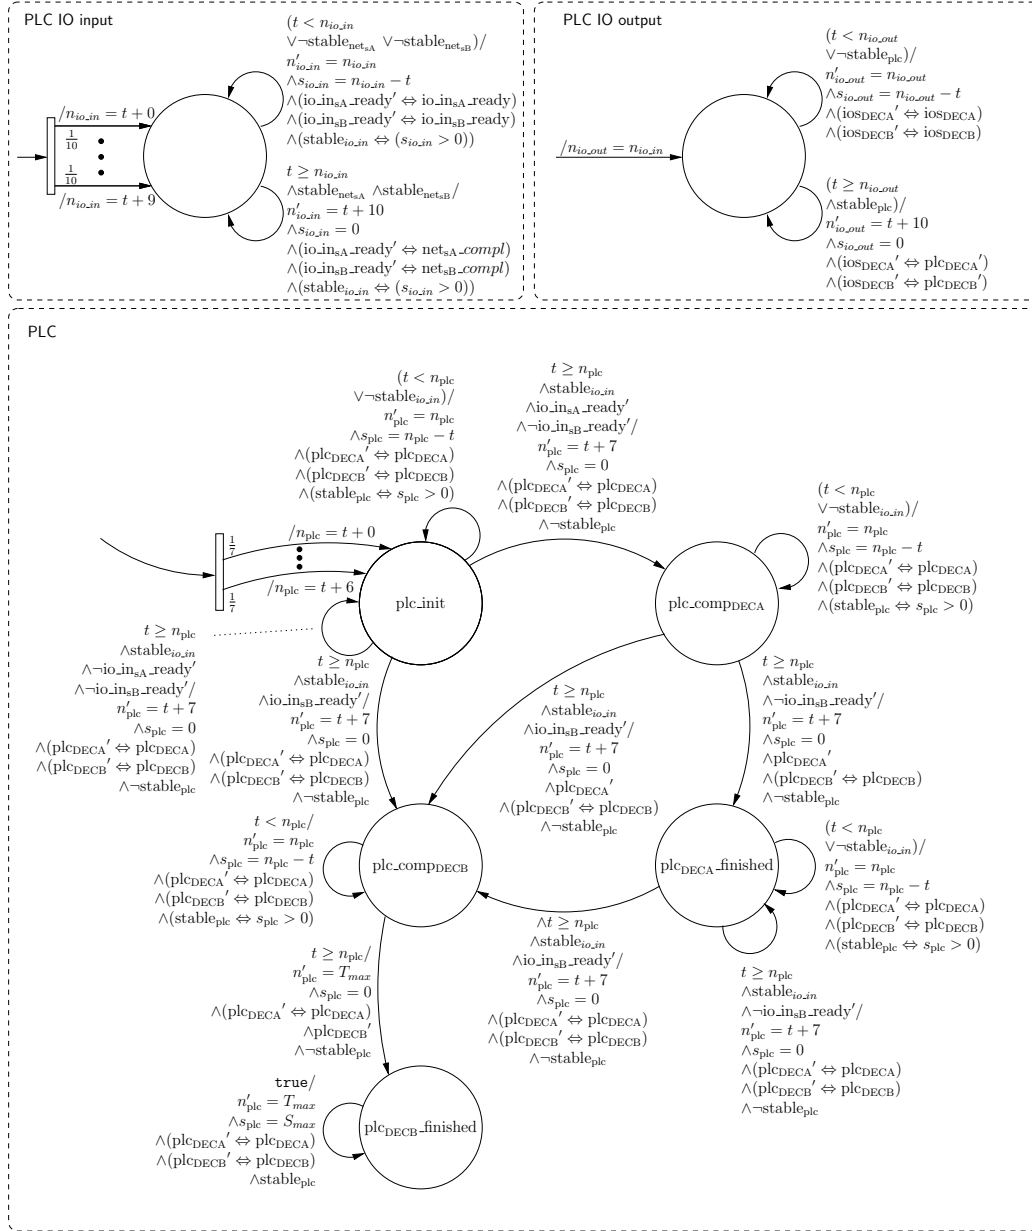 PLC IO input
/n_{io_in} = t + 0
1/10
1/10
/n_{io_in} = t + 9
(t < n_{io_in}
∨¬stable_{net_{sA}} ∨¬stable_{net_{sB}})/
n'_{io_in} = n_{io_in}
∧s_{io_in} = n_{io_in} − t
∧(io_in_{sA}_ready′ ⇔ io_in_{sA}_ready)
∧(io_in_{sB}_ready′ ⇔ io_in_{sB}_ready)
∧(stable_{io_in} ⇔ (s_{io_in} > 0))
t ≥ n_{io_in}
∧stable_{net_{sA}} ∧stable_{net_{sB}}/
n'_{io_in} = t + 10
∧s_{io_in} = 0
∧(io_in_{sA}_ready′ ⇔ net_{sA}_compl)
∧(io_in_{sB}_ready′ ⇔ net_{sB}_compl)
∧(stable_{io_in} ⇔ (s_{io_in} > 0))
PLC IO output
/n_{io_out} = n_{io_in}
(t < n_{io_out}
∨¬stable_{plc})/
n'_{io_out} = n_{io_out}
∧s_{io_out} = n_{io_out} − t
∧(ios_{DECA}′ ⇔ ios_{DECA})
∧(ios_{DECB}′ ⇔ ios_{DECB})
(t ≥ n_{io_out}
∧stable_{plc})/
n'_{io_out} = t + 10
∧s_{io_out} = 0
∧(ios_{DECA}′ ⇔ plc_{DECA}′)
∧(ios_{DECB}′ ⇔ plc_{DECB}′)
PLC
(t < n_{plc}
∨¬stable_{io_in})/
n'_{plc} = n_{plc}
∧s_{plc} = n_{plc} − t
∧(plc_{DECA}′ ⇔ plc_{DECA})
∧(plc_{DECB}′ ⇔ plc_{DECB})
∧(stable_{plc} ⇔ s_{plc} > 0)
t ≥ n_{plc}
∧stable_{io_in}
∧io_in_{sA}_ready′
∧¬io_in_{sB}_ready′/
n'_{plc} = t + 7
∧s_{plc} = 0
∧(plc_{DECA}′ ⇔ plc_{DECA})
∧(plc_{DECB}′ ⇔ plc_{DECB})
∧¬stable_{plc}
(t < n_{plc}
∨¬stable_{io_in})/
n'_{plc} = n_{plc}
∧s_{plc} = n_{plc} − t
∧(plc_{DECA}′ ⇔ plc_{DECA})
∧(plc_{DECB}′ ⇔ plc_{DECB})
∧(stable_{plc} ⇔ s_{plc} > 0)
1/7
/n_{plc} = t + 0
/n_{plc} = t + 6
1/7
plc_init
plc_comp_{DECA}
t ≥ n_{plc}
∧stable_{io_in}
∧¬io_in_{sA}_ready′
∧¬io_in_{sB}_ready′/
n'_{plc} = t + 7
∧s_{plc} = 0
∧(plc_{DECA}′ ⇔ plc_{DECA})
∧(plc_{DECB}′ ⇔ plc_{DECB})
∧¬stable_{plc}
t ≥ n_{plc}
∧stable_{io_in}
∧io_in_{sB}_ready′/
n'_{plc} = t + 7
∧s_{plc} = 0
∧(plc_{DECA}′ ⇔ plc_{DECA})
∧(plc_{DECB}′ ⇔ plc_{DECB})
∧¬stable_{plc}
t ≥ n_{plc}
∧stable_{io_in}
∧io_in_{sB}_ready′/
n'_{plc} = t + 7
∧s_{plc} = 0
∧plc_{DECA}′
∧(plc_{DECB}′ ⇔ plc_{DECB})
∧¬stable_{plc}
t ≥ n_{plc}
∧stable_{io_in}
∧¬io_in_{sB}_ready′/
n'_{plc} = t + 7
∧s_{plc} = 0
∧plc_{DECA}′
∧(plc_{DECB}′ ⇔ plc_{DECB})
∧¬stable_{plc}
t < n_{plc}/
n'_{plc} = n_{plc}
∧s_{plc} = n_{plc} − t
∧(plc_{DECA}′ ⇔ plc_{DECA})
∧(plc_{DECB}′ ⇔ plc_{DECB})
∧(stable_{plc} ⇔ s_{plc} > 0)
plc_comp_{DECB}
plc_{DECA}_finished
(t < n_{plc}
∨¬stable_{io_in})/
n'_{plc} = n_{plc}
∧s_{plc} = n_{plc} − t
∧(plc_{DECA}′ ⇔ plc_{DECA})
∧(plc_{DECB}′ ⇔ plc_{DECB})
∧(stable_{plc} ⇔ s_{plc} > 0)
∧t ≥ n_{plc}
∧stable_{io_in}
∧io_in_{sB}_ready′/
n'_{plc} = t + 7
∧s_{plc} = 0
∧(plc_{DECA}′ ⇔ plc_{DECA})
∧(plc_{DECB}′ ⇔ plc_{DECB})
∧¬stable_{plc}
t ≥ n_{plc}/
n'_{plc} = T_{max}
∧s_{plc} = 0
∧(plc_{DECA}′ ⇔ plc_{DECA})
∧plc_{DECB}′
∧¬stable_{plc}
t ≥ n_{plc}
∧stable_{io_in}
∧¬io_in_{sB}_ready′/
n'_{plc} = t + 7
∧s_{plc} = 0
∧(plc_{DECA}′ ⇔ plc_{DECA})
∧(plc_{DECB}′ ⇔ plc_{DECB})
∧¬stable_{plc}
true/
n'_{plc} = T_{max}
∧s_{plc} = S_{max}
∧(plc_{DECA}′ ⇔ plc_{DECA})
∧(plc_{DECB}′ ⇔ plc_{DECB})
∧stable_{plc}
plc_{DECB}_finished